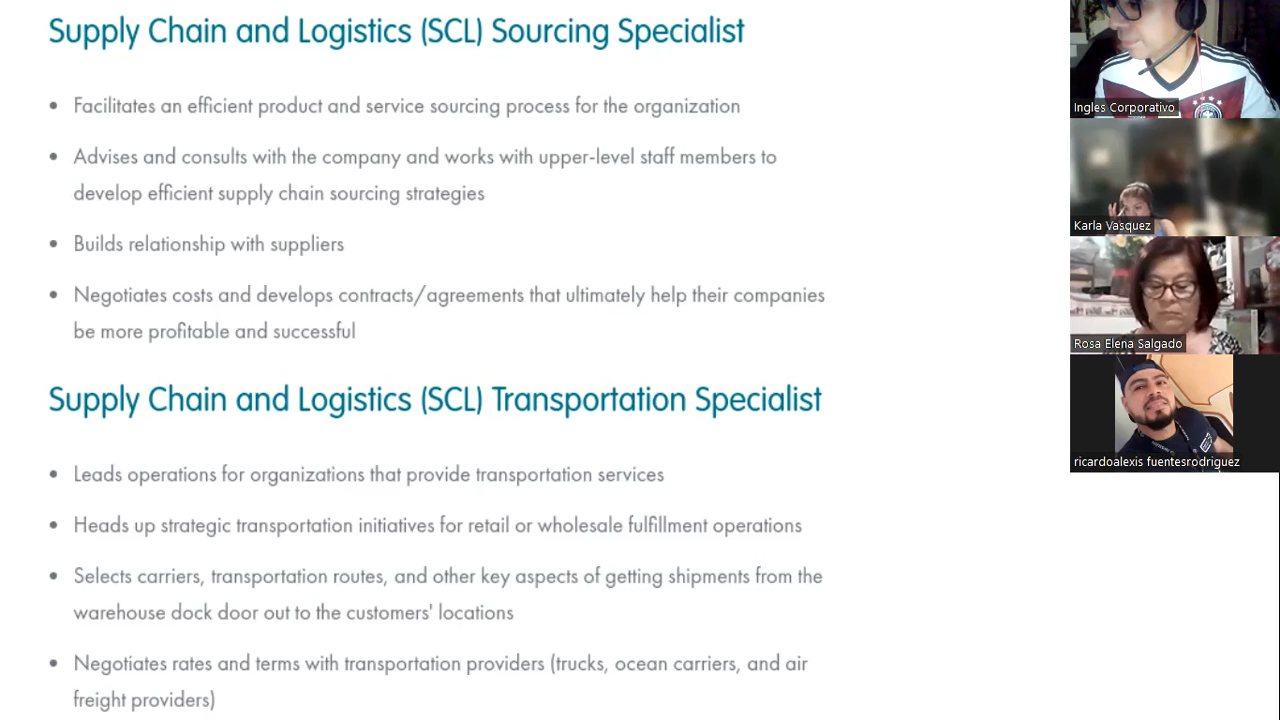 Supply Chain and Logistics (SCL) Sourcing Specialist
• Facilitates an efficient product and service sourcing process for the organization
• Advises and consults with the company and works with upper-level staff members to
develop efficient supply chain sourcing strategies
• Builds relationship with suppliers
• Negotiates costs and develops contracts/agreements that ultimately help their companies
be more profitable and successful
Supply Chain and Logistics (SCL) Transportation Specialist
• Leads operations for organizations that provide transportation services
• Heads up strategic transportation initiatives for retail or wholesale fulfillment operations
• Selects carriers, transportation routes, and other key aspects of getting shipments from the
warehouse dock door out to the customers' locations
• Negotiates rates and terms with transportation providers (trucks, ocean carriers, and air
freight providers)
Ingles Corporativo
Karla Vasquez
Rosa Elena Salgado
ricardoalexis fuentesrodriguez